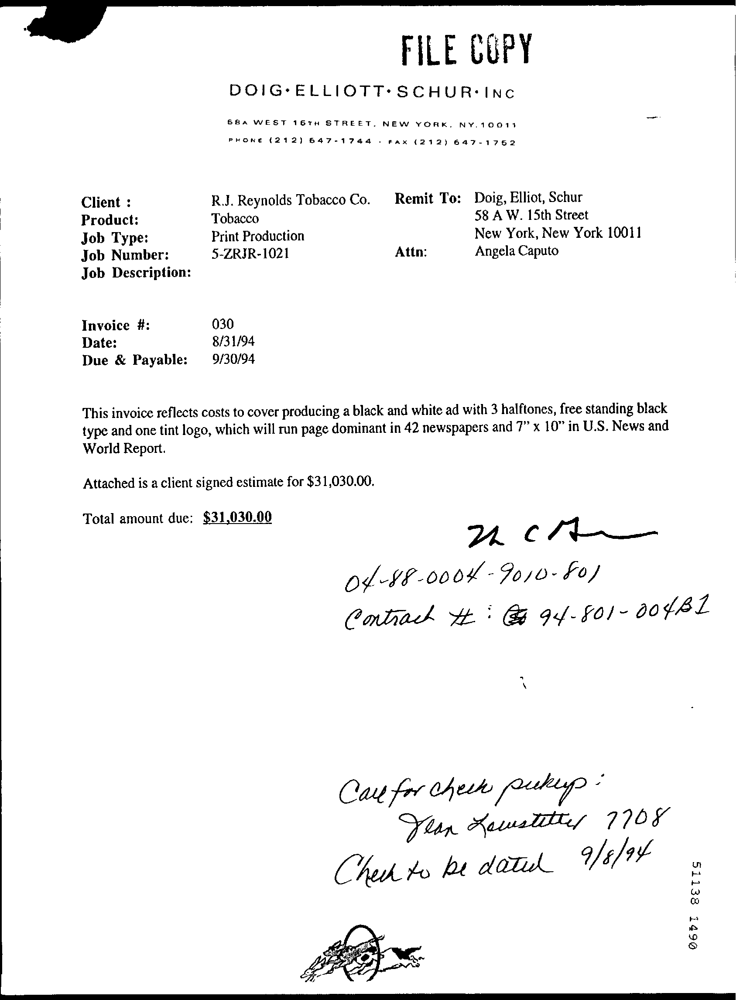 FILE COPY
DOIG·ELLIOTT·SCHUR·INC
58A WEST 15TH STREET, NEW YORK, NY.10011
PHONE (212) 647-1744 · FAX (212) 647-1752
Client : R.J. Reynolds Tobacco Co. Remit To: Doig, Elliot, Schur
Product: Tobacco 58 A W. 15th Street
Job Type: Print Production New York, New York 10011
Job Number: 5-ZRJR-1021 Attn: Angela Caputo
Job Description:
Invoice #: 030
Date: 8/31/94
Due & Payable: 9/30/94
This invoice reflects costs to cover producing a black and white ad with 3 halftones, free standing black
type and one tint logo, which will run page dominant in 42 newspapers and 7" x 10" in U.S. News and
World Report.
Attached is a client signed estimate for $31,030.00.
Total amount due: $31,030.00
04-88-0004-9010-801
Contract # : 94-801-004B1
Call for check pickup:
Jean 7708
Check to be dated 9/8/94
51138 1490